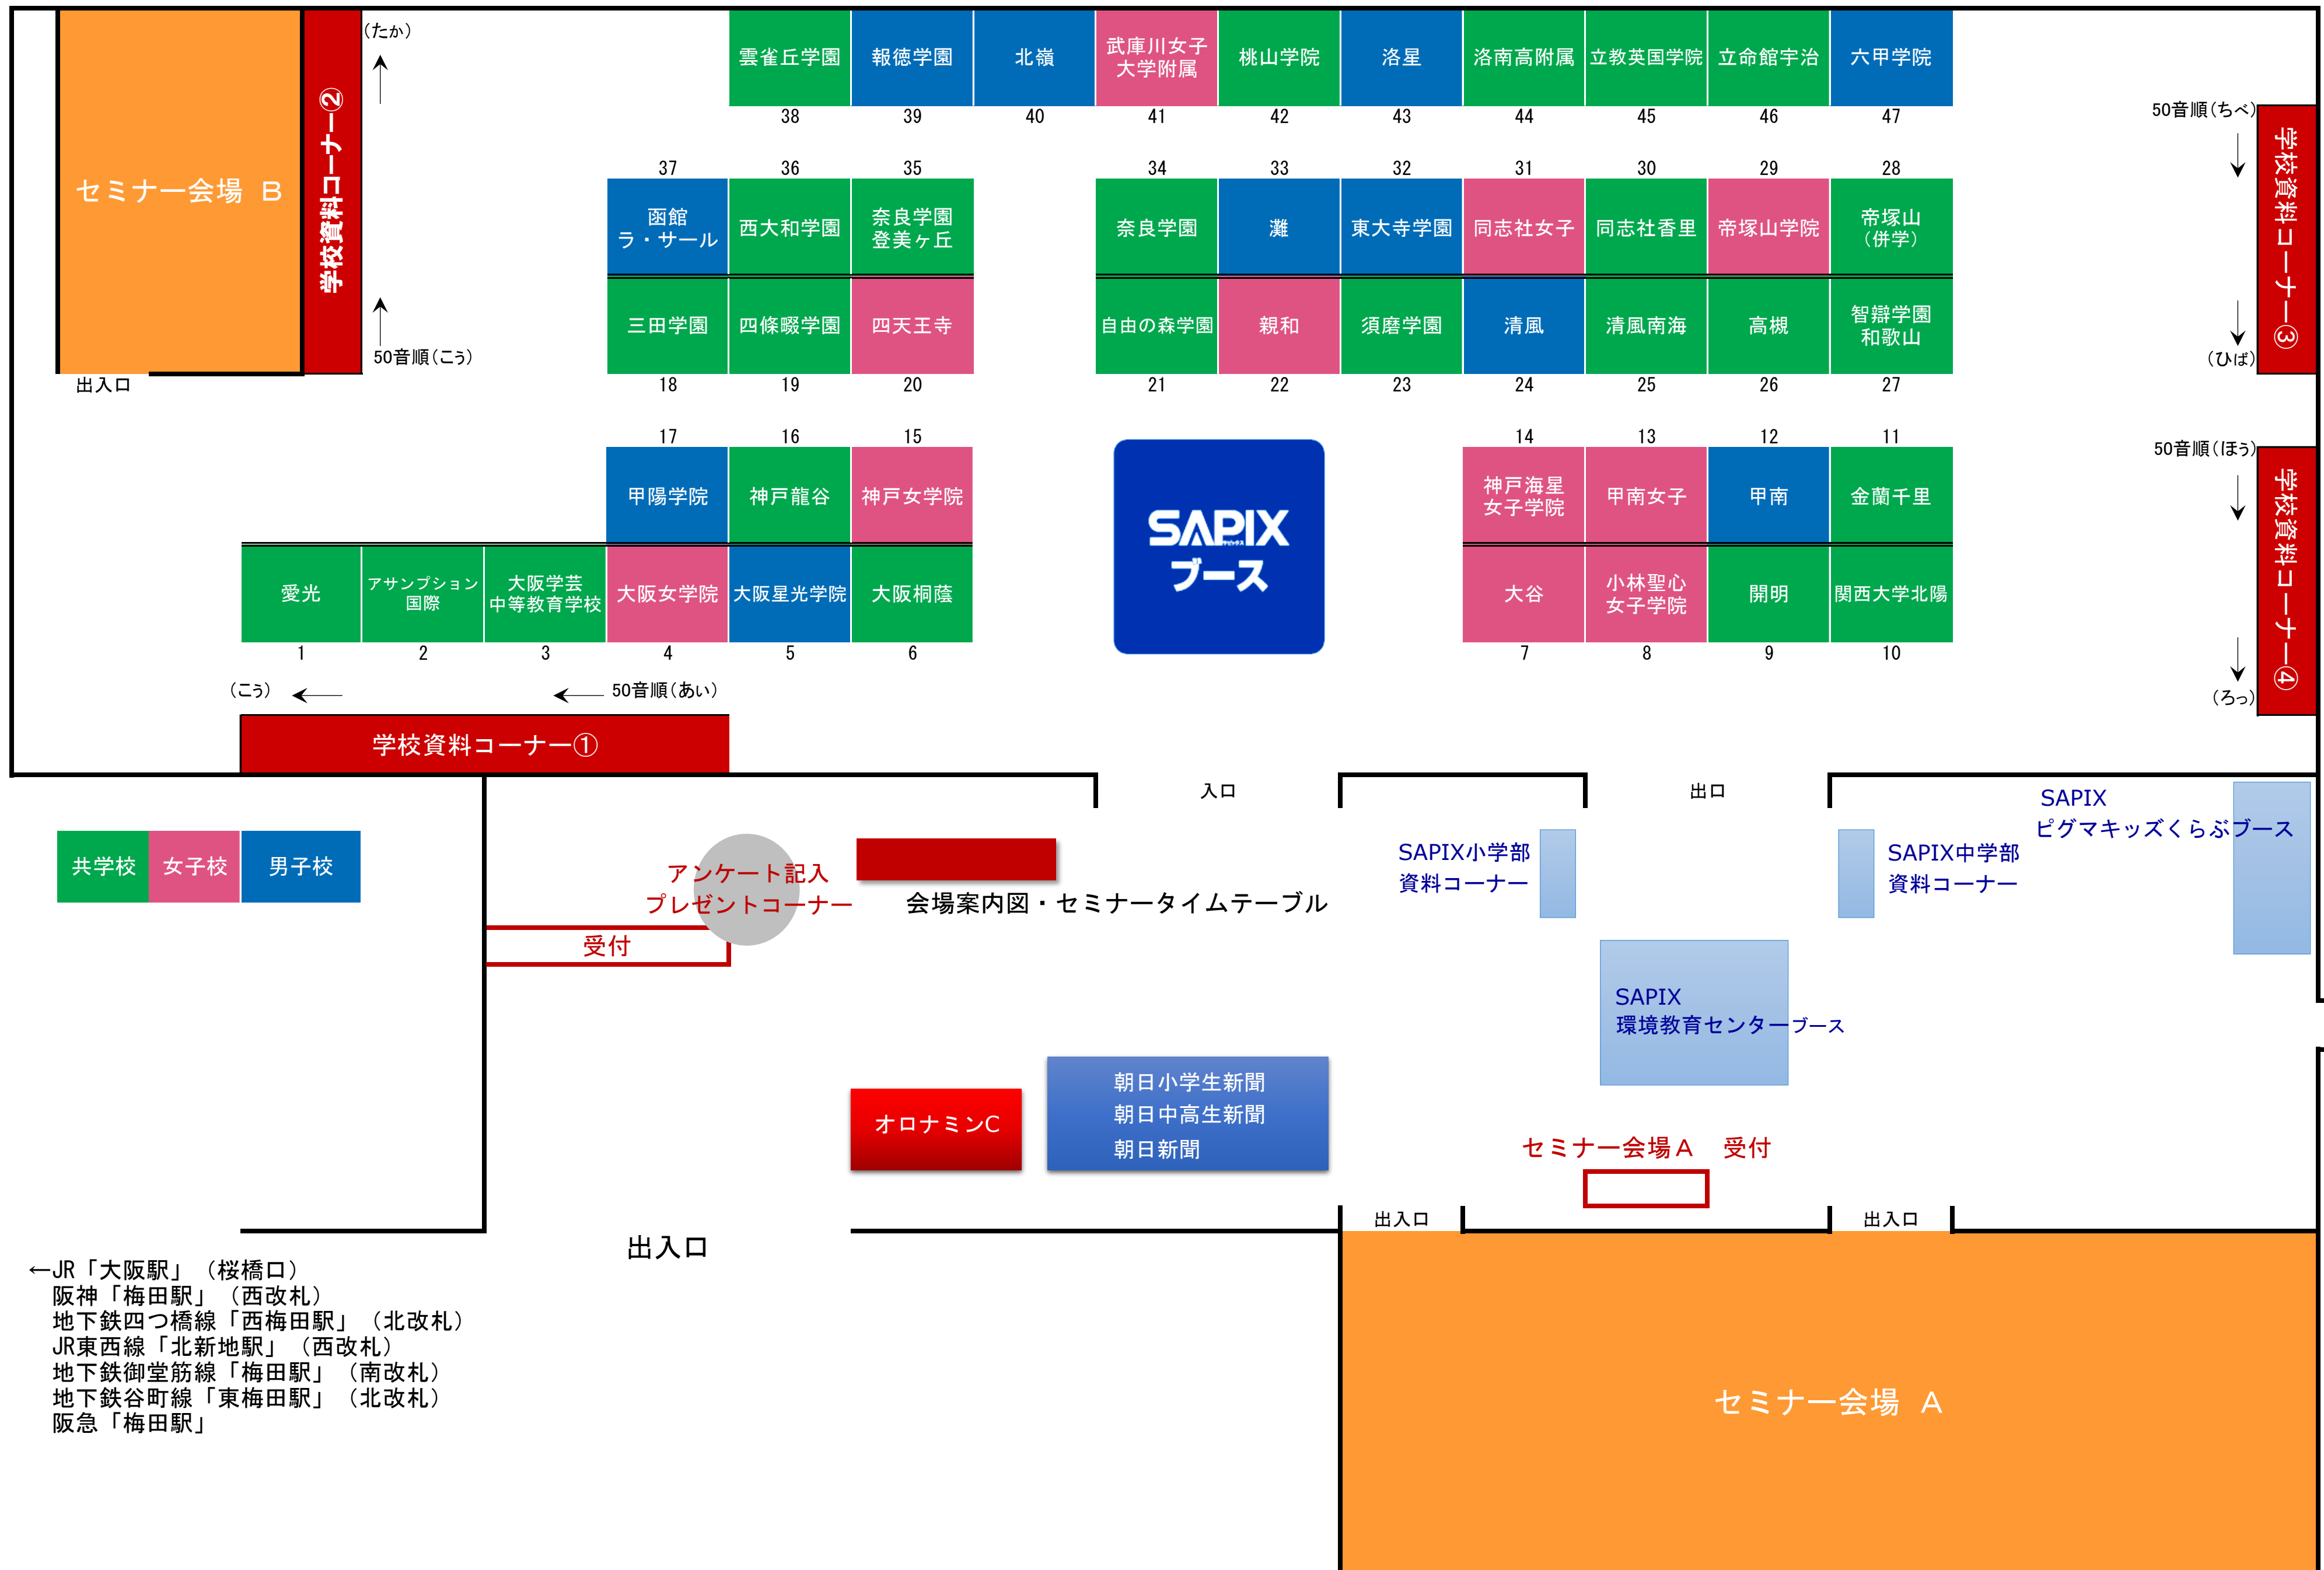 セミナー会場 B
出入口
学校資料コーナー②
(たか)
50音順(こう)
雲雀丘学園
報徳学園
北嶺
武庫川女子
大学附属
桃山学院
洛星
洛南高附属
立教英国学院
立命館宇治
六甲学院
38
39
40
41
42
43
44
45
46
47
37
36
35
34
33
32
31
30
29
28
函館
ラ・サール
西大和学園
奈良学園
登美ヶ丘
奈良学園
灘
東大寺学園
同志社女子
同志社香里
帝塚山学院
帝塚山
(併学)
三田学園
四條畷学園
四天王寺
自由の森学園
親和
須磨学園
清風
清風南海
高槻
智辯学園
和歌山
18
19
20
21
22
23
24
25
26
27
50音順(ちべ)
学校資料コーナー③
(ひば)
17
16
15
14
13
12
11
甲陽学院
神戸龍谷
神戸女学院
SAPIX
サピックス
ブース
神戸海星
女子学院
甲南女子
甲南
金蘭千里
愛光
アサンプション
国際
大阪学芸
中等教育学校
大阪女学院
大阪星光学院
大阪桐蔭
大谷
小林聖心
女子学院
開明
関西大学北陽
1
2
3
4
5
6
7
8
9
10
50音順(ほう)
学校資料コーナー④
(ろっ)
(こう)
50音順(あい)
学校資料コーナー①
入口
出口
共学校
女子校
男子校
アンケート記入
プレゼントコーナー
受付
会場案内図・セミナータイムテーブル
SAPIX小学部
資料コーナー
SAPIX中学部
資料コーナー
SAPIX
ピグマキッズくらぶブース
SAPIX
環境教育センターブース
オロナミンC
朝日小学生新聞
朝日中高生新聞
朝日新聞
セミナー会場A 受付
出入口
出入口
出入口
セミナー会場 A
←JR「大阪駅」(桜橋口)
阪神「梅田駅」(西改札)
地下鉄四つ橋線「西梅田駅」(北改札)
JR東西線「北新地駅」(西改札)
地下鉄御堂筋線「梅田駅」(南改札)
地下鉄谷町線「東梅田駅」(北改札)
阪急「梅田駅」